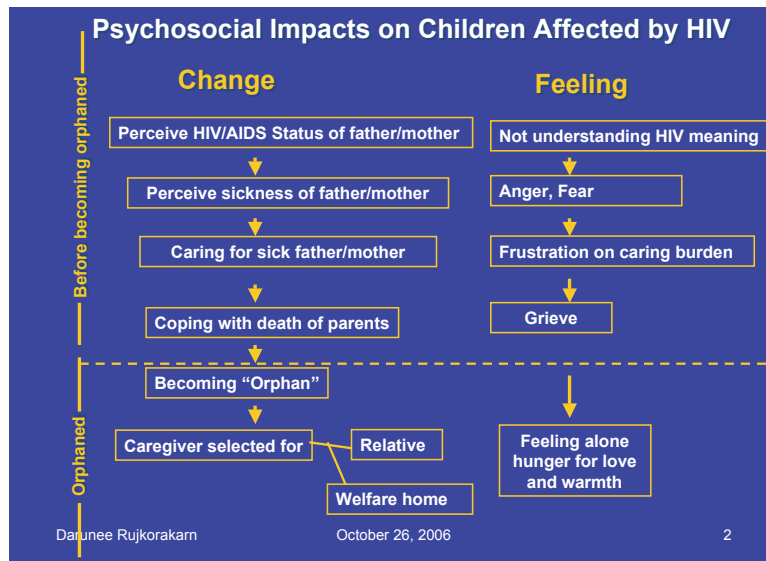 Psychosocial Impacts on Children Affected by HIV
Change
Feeling
Before becoming orphaned
Perceive HIV/AIDS Status of father/mother
Not understanding HIV meaning
Perceive sickness of father/mother
Anger, Fear
Caring for sick father/mother
Frustration on caring burden
Coping with death of parents
Grieve
Orphaned
Becoming “Orphan”
Caregiver selected for
Relative
Welfare home
Feeling alone
hunger for love
and warmth
Darunee Rujkorakarn
October 26, 2006
2